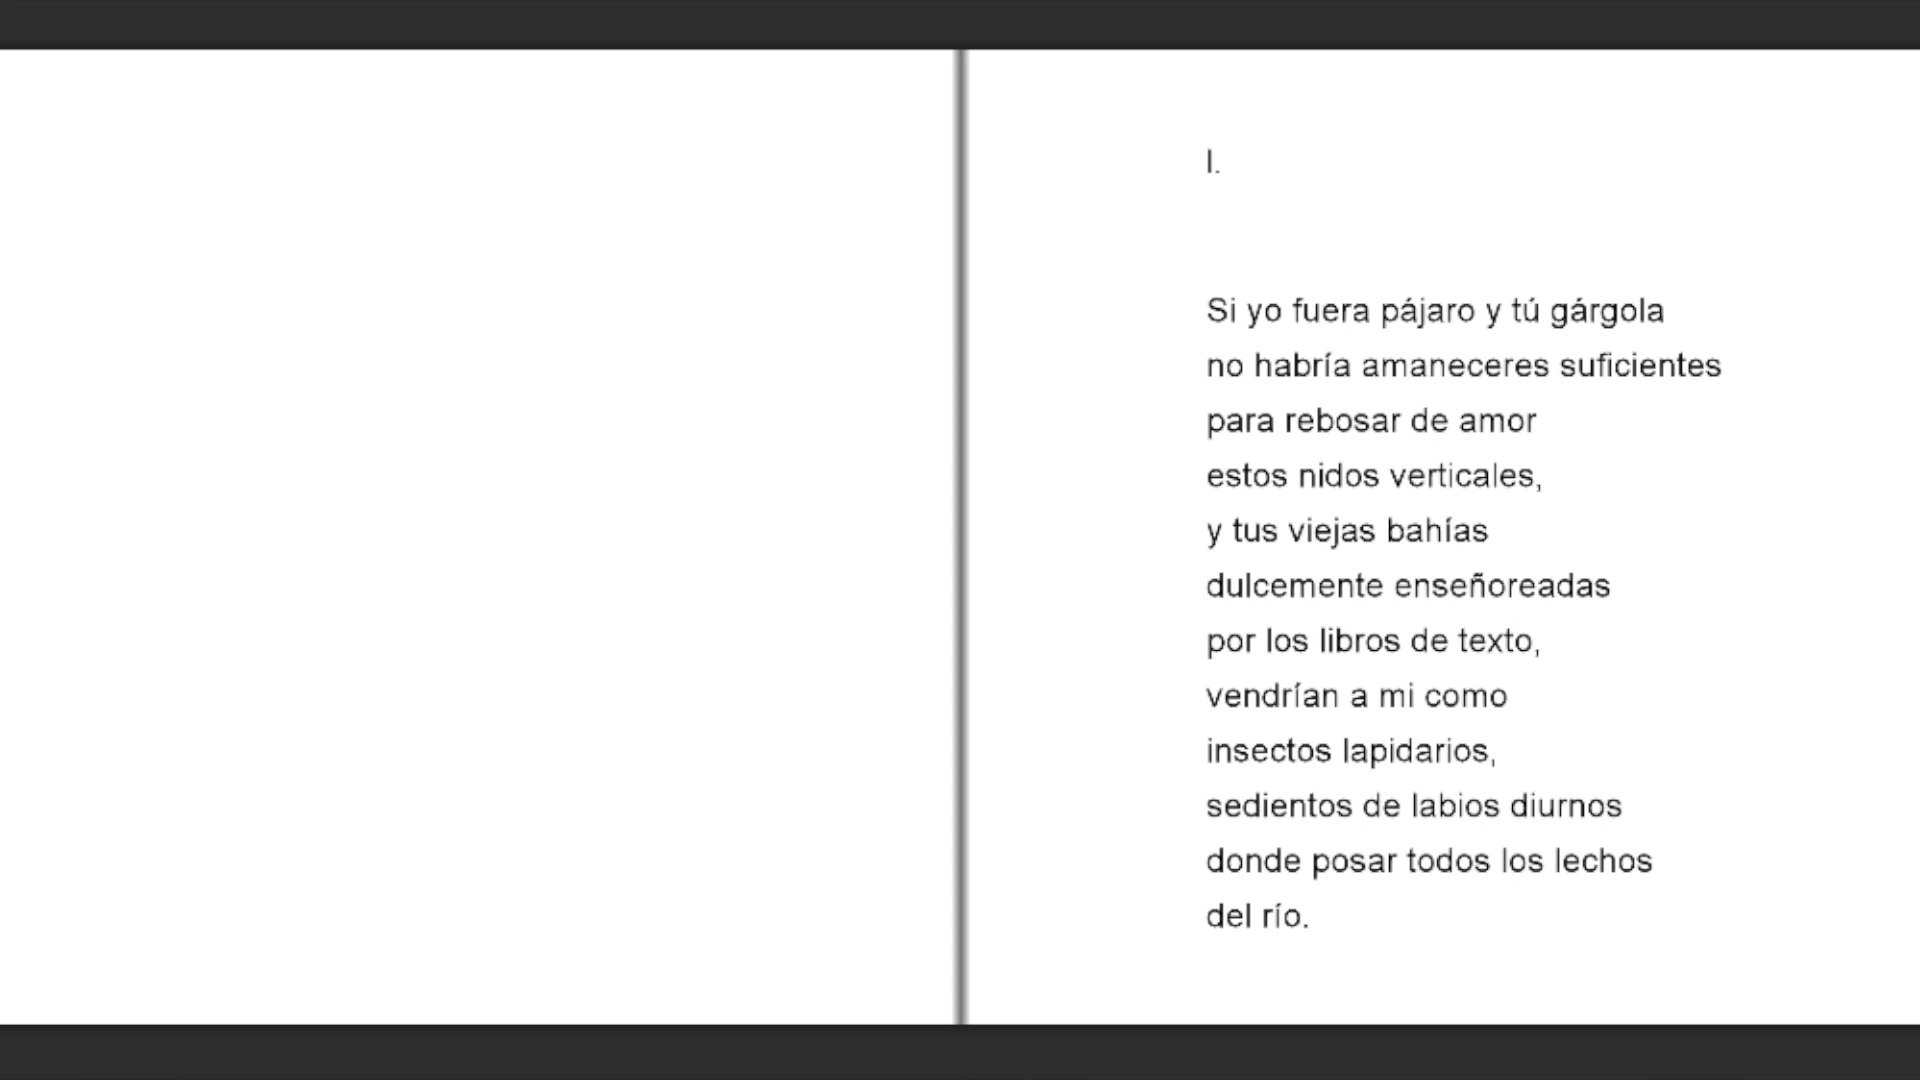 I.
Si yo fuera pájaro y tú gárgola
no habría amaneceres suficientes
para rebosar de amor
estos nidos verticales,
y tus viejas bahías
dulcemente enseñoreadas
por los libros de texto,
vendrían a mi como
insectos lapidarios,
sedientos de labios diurnos
donde posar todos los lechos
del río.